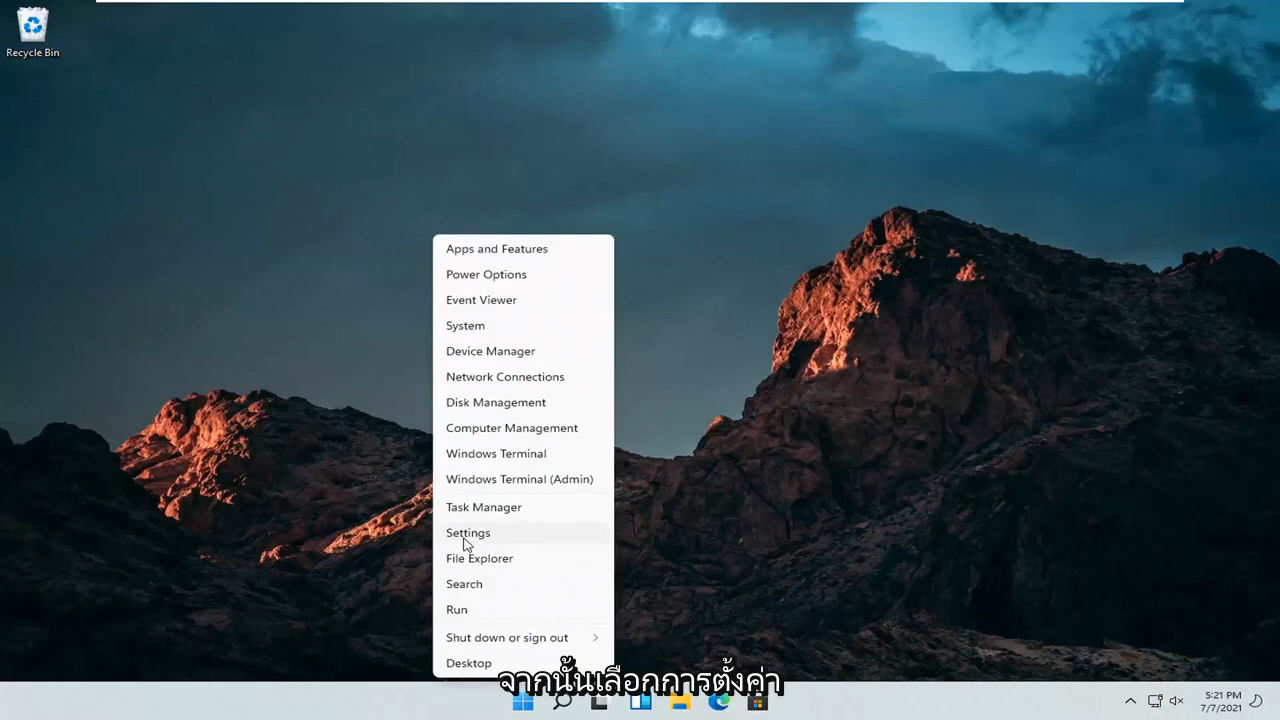 Recycle Bin
Apps and Features
Power Options
Event Viewer
System
Device Manager
Network Connections
Disk Management
Computer Management
Windows Terminal
Windows Terminal (Admin)
Task Manager
Settings
File Explorer
Search
Run
Shut down or sign out
Desktop
จากนั้นเลือกการตั้งค่า
5:21 PM
7/7/2021